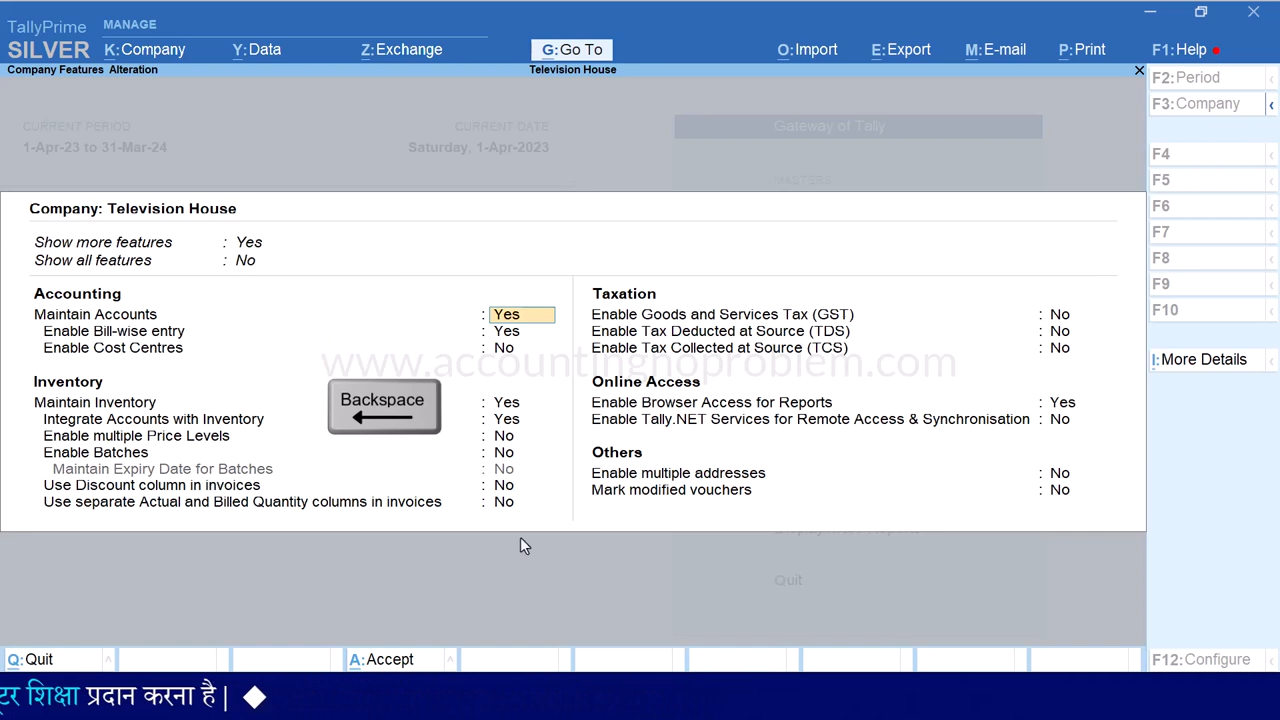 TallyPrime
SILVER
MANAGE
K:Company
Y:Data
Z:Exchange
G:Go To
O:Import
E:Export
M:E-mail
P:Print
F1:Help
Company Features Alteration
Television House
CURRENT PERIOD
1-Apr-23 to 31-Mar-24
CURRENT DATE
Saturday, 1-Apr-2023
Gateway of Tally
MASTERS
Company: Television House
Show more features : Yes
Show all features : No
Accounting
Maintain Accounts : Yes
Enable Bill-wise entry : Yes
Enable Cost Centres : No
Inventory
Maintain Inventory : Yes
Integrate Accounts with Inventory : Yes
Enable multiple Price Levels : No
Enable Batches : No
Maintain Expiry Date for Batches : No
Use Discount column in invoices : No
Use separate Actual and Billed Quantity columns in invoices : No
Taxation
Enable Goods and Services Tax (GST) : No
Enable Tax Deducted at Source (TDS) : No
Enable Tax Collected at Source (TCS) : No
Online Access
Enable Browser Access for Reports : Yes
Enable Tally.NET Services for Remote Access & Synchronisation : No
Others
Enable multiple addresses : No
Mark modified vouchers : No
www.accountingnoproblem.com
Backspace
Quit
F2:Period
F3:Company
F4
F5
F6
F7
F8
F9
F10
I:More Details
F12:Configure
Q:Quit
A:Accept
शिक्षा प्रदान करना है|